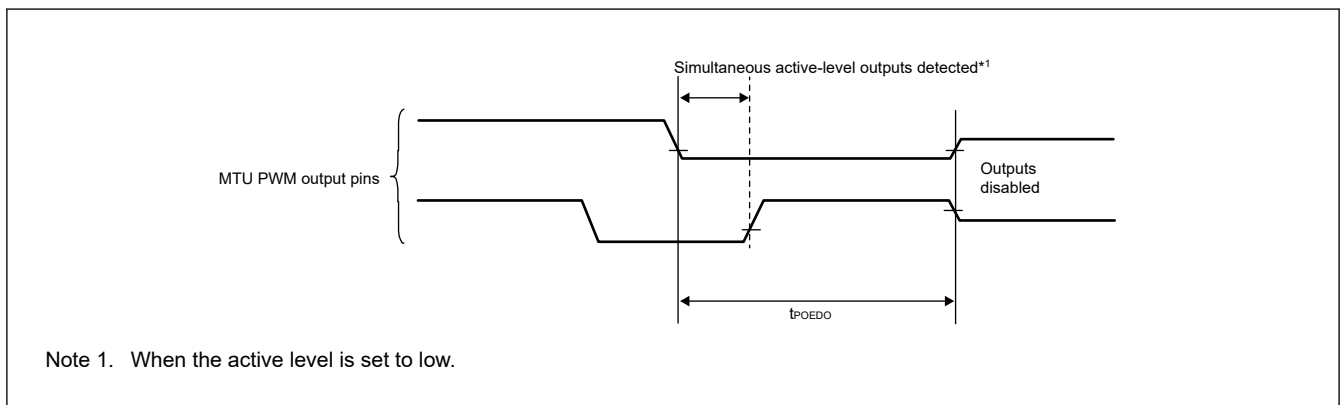 Simultaneous active-level outputs detected*1
MTU PWM output pins
Outputs
disabled
tPOEDO
Note 1. When the active level is set to low.